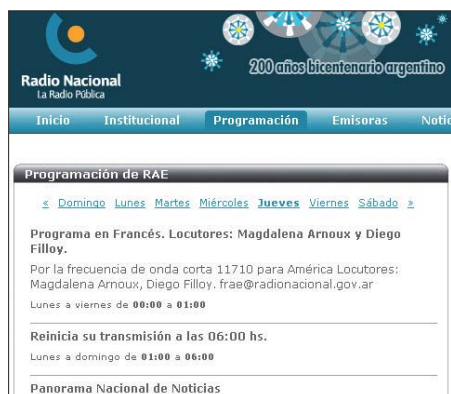 Radio Nacional
La Radio Pública
200 años bicentenario argentino
Inicio Institucional Programación Emisoras Notic
Programación de RAE
« Domingo Lunes Martes Miércoles Jueves Viernes Sábado »
Programa en Francés. Locutores: Magdalena Arnoux y Diego
Filloy.
Por la frecuencia de onda corta 11710 para América Locutores:
Magdalena Arnoux, Diego Filloy. frae@radionacional.gov.ar
Lunes a viernes de 00:00 a 01:00
Reinicia su transmisión a las 06:00 hs.
Lunes a domingo de 01:00 a 06:00
Panorama Nacional de Noticias